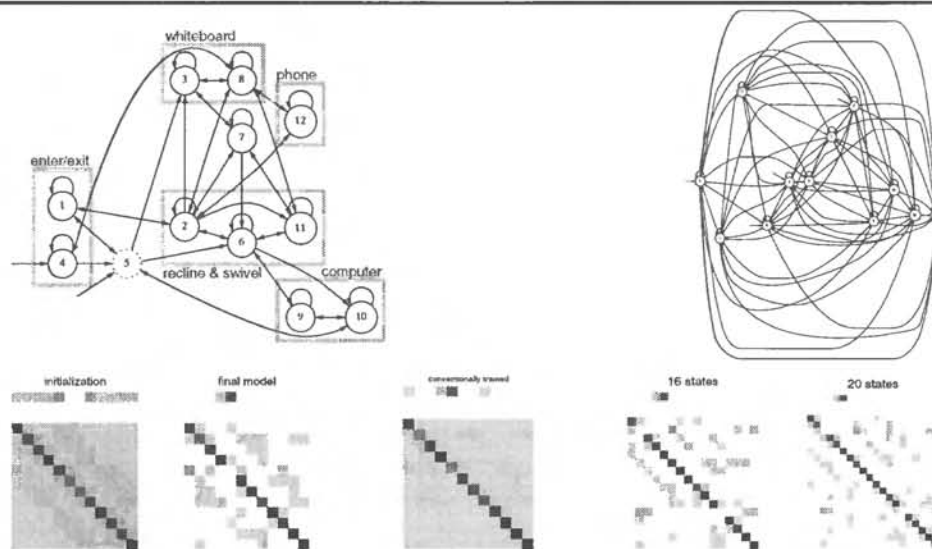 whiteboard
3
8
phone
12
7
enter/exit
1
2
6
11
4
5
recline & swivel
computer
9
10
initialization
final model
conventionally trained
16 states
20 states